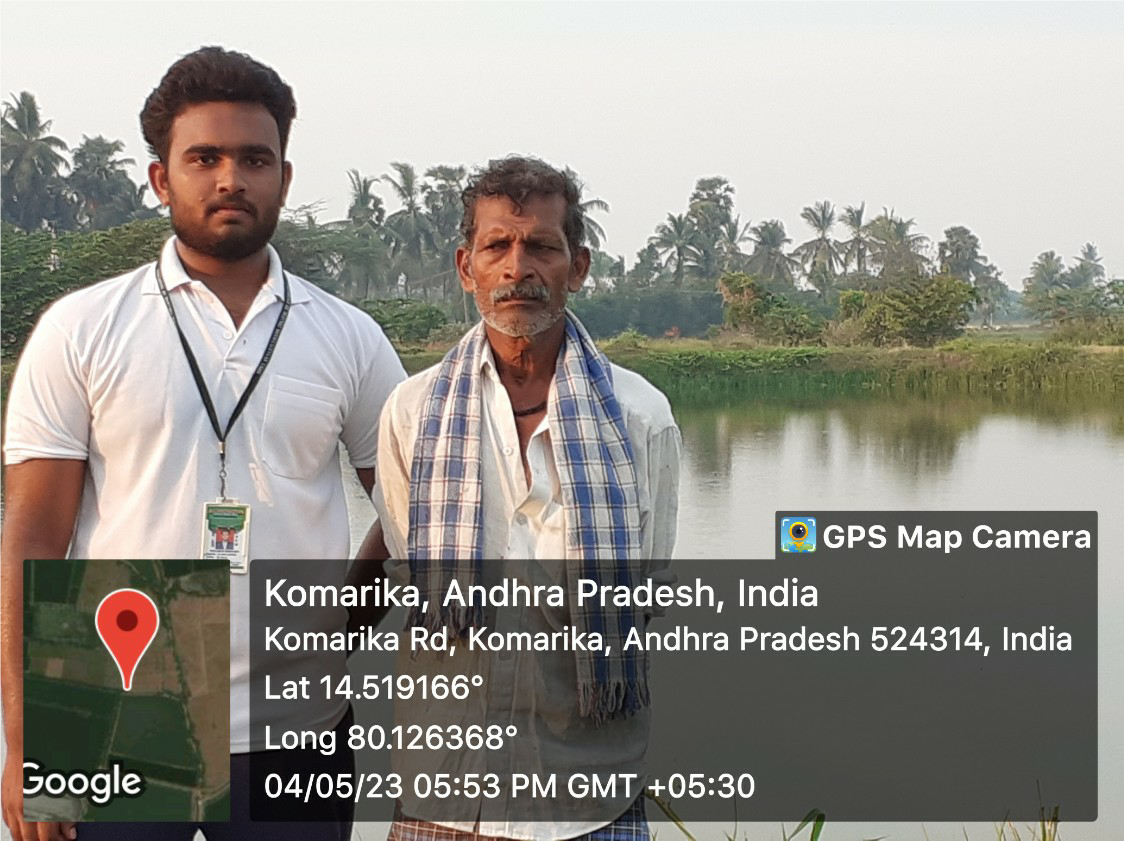 GPS Map Camera
Komarika, Andhra Pradesh, India
Komarika Rd, Komarika, Andhra Pradesh 524314, India
Lat 14.519166°
Long 80.126368°
04/05/23 05:53 PM GMT +05:30
Google